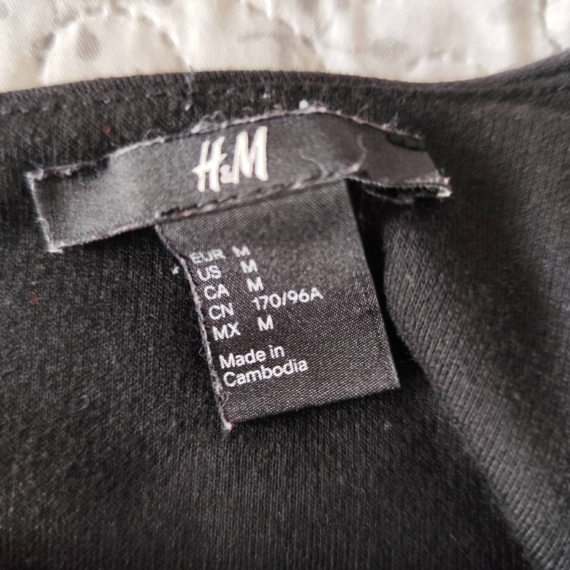 H&M
EUR M
US M
CA M
CN 170/96A
MX M
Made in
Cambodia